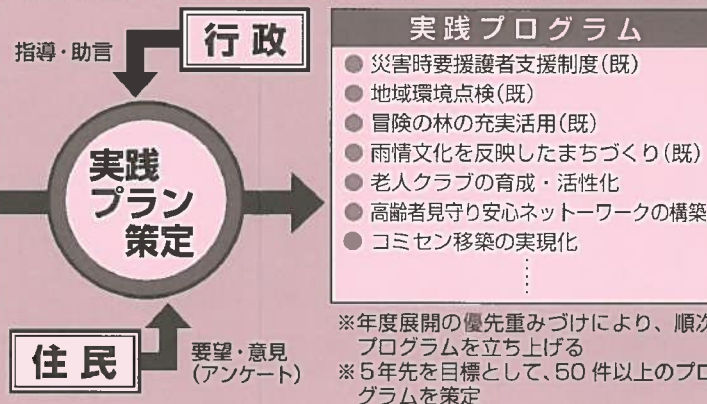 行政
指導・助言
実践
プラン
策定
住民
要望・意見
(アンケート)
実践プログラム
● 災害時要援護者支援制度(既)
● 地域環境点検(既)
● 冒険の林の充実活用(既)
● 雨情文化を反映したまちづくり(既)
● 老人クラブの育成・活性化
● 高齢者見守り安心ネットーワークの構築
● コミセン移築の実現化
※年度展開の優先重みづけにより、順次
プログラムを立ち上げる
※5年先を目標として、50件以上のプロ
グラムを策定